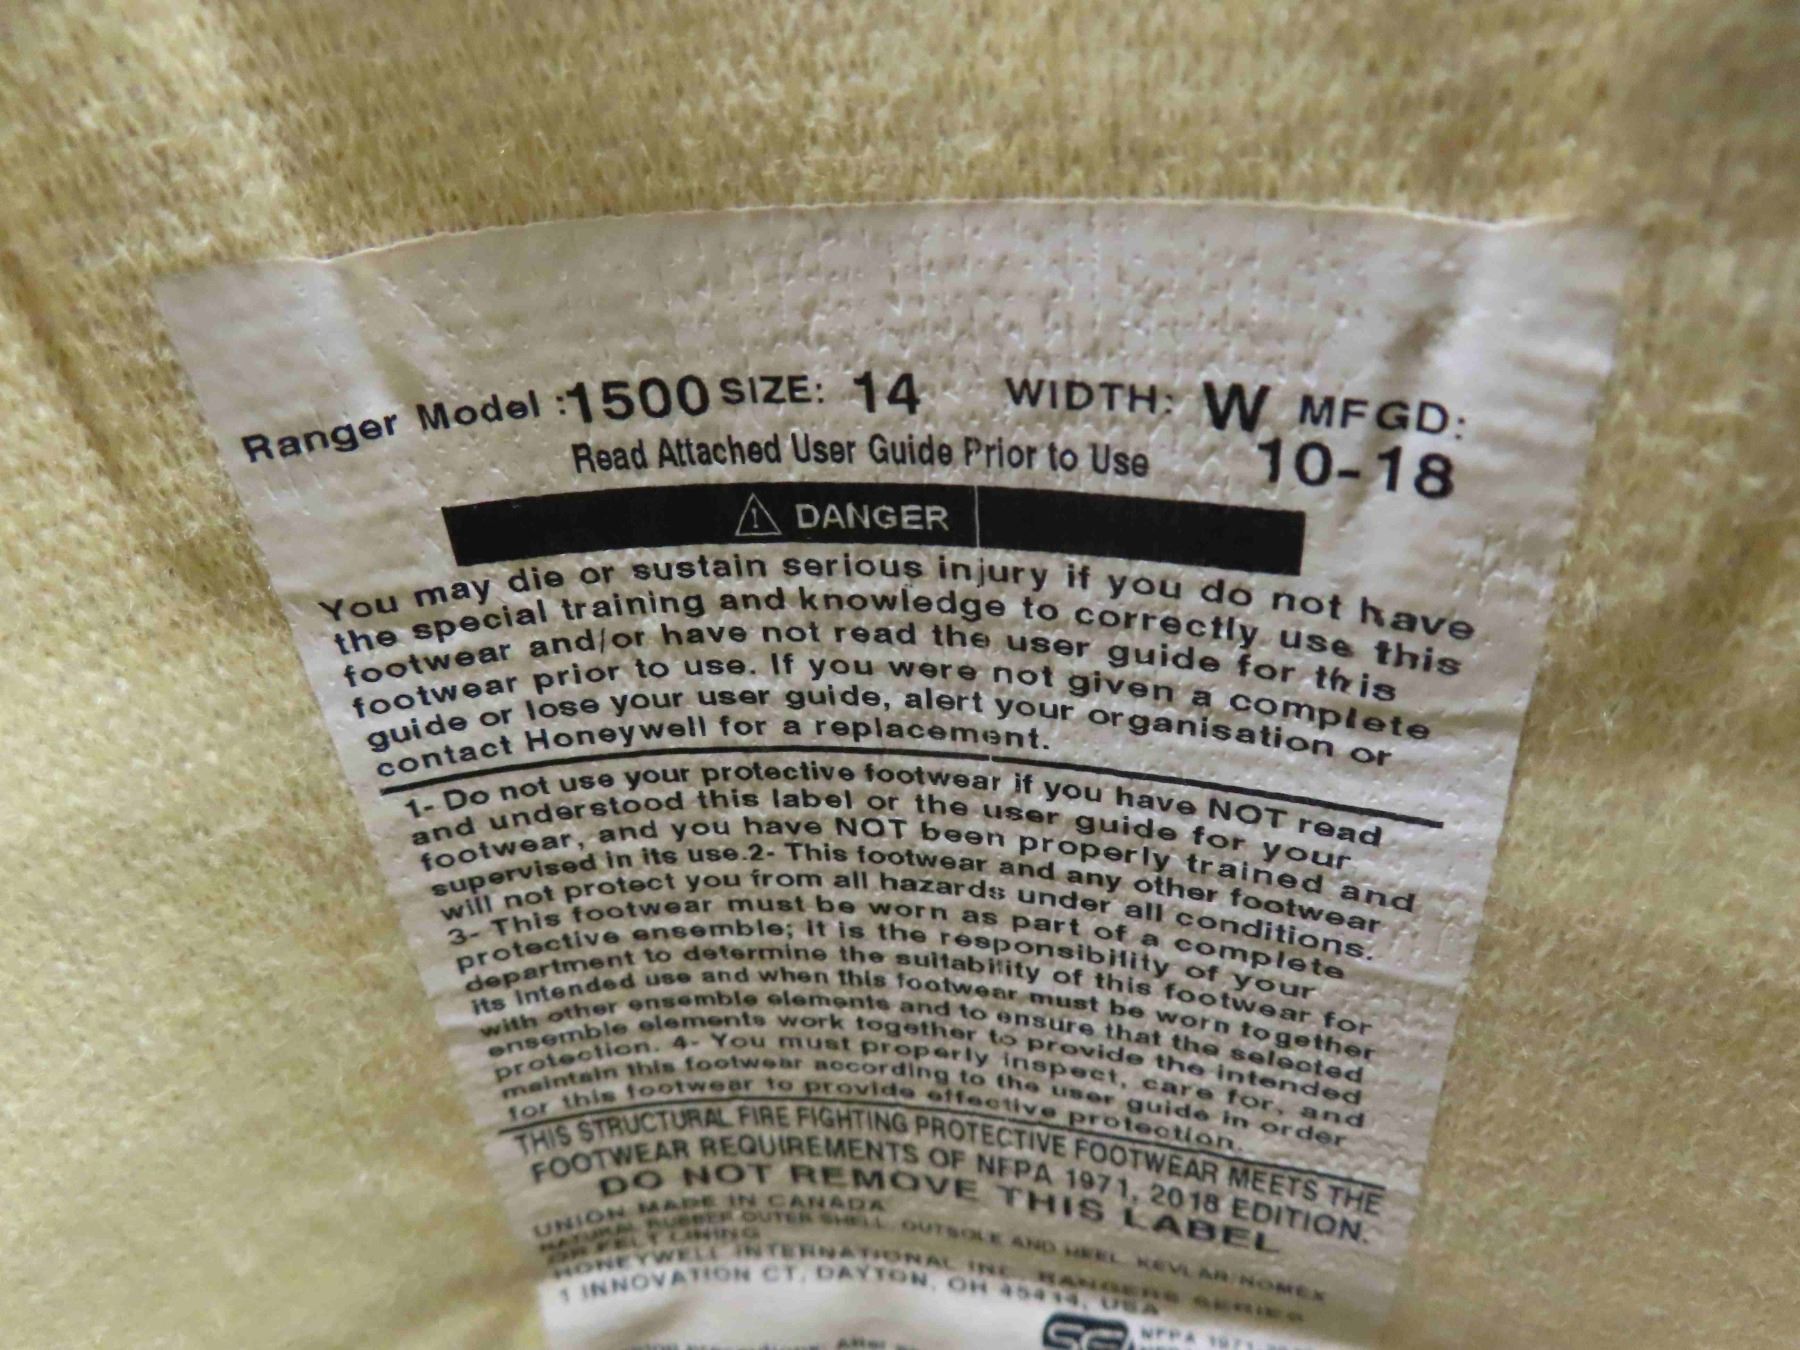 Ranger Model :1500 SIZE: 14 WIDTH: W MFGD:
Read Attached User Guide Prior to Use 10-18
⚠ DANGER
You may die or sustain serious injury if you do not have
the special training and knowledge to correctly use this
footwear and/or have not read the user guide for this
footwear prior to use. If you were not given a complete
guide or lose your user guide, alert your organisation or
contact Honeywell for a replacement.
1- Do not use your protective footwear if you have NOT read
and understood this label or the user guide for your
footwear, and you have NOT been properly trained and
supervised in its use.2- This footwear and any other footwear
will not protect you from all hazards under all conditions.
3- This footwear must be worn as part of a complete
protective ensemble; it is the responsibility of your
department to determine the suitability of this footwear for
its intended use and when this footwear must be worn together
with other ensemble elements and to ensure that the selected
ensemble elements work together to provide the intended
protection. 4- You must properly inspect, care for, and
maintain this footwear according to the user guide in order
for this footwear to provide effective protection.
THIS STRUCTURAL FIRE FIGHTING PROTECTIVE FOOTWEAR MEETS THE
FOOTWEAR REQUIREMENTS OF NFPA 1971, 2018 EDITION.
DO NOT REMOVE THIS LABEL
UNION MADE IN CANADA
NATURAL RUBBER OUTER SHELL, OUTSOLE AND HEEL. KEVLAR/NOMEX
OR FELT LINING
HONEYWELL INTERNATIONAL INC. RANGERS SERIES
1 INNOVATION CT, DAYTON, OH 45414, USA
NFPA 1971